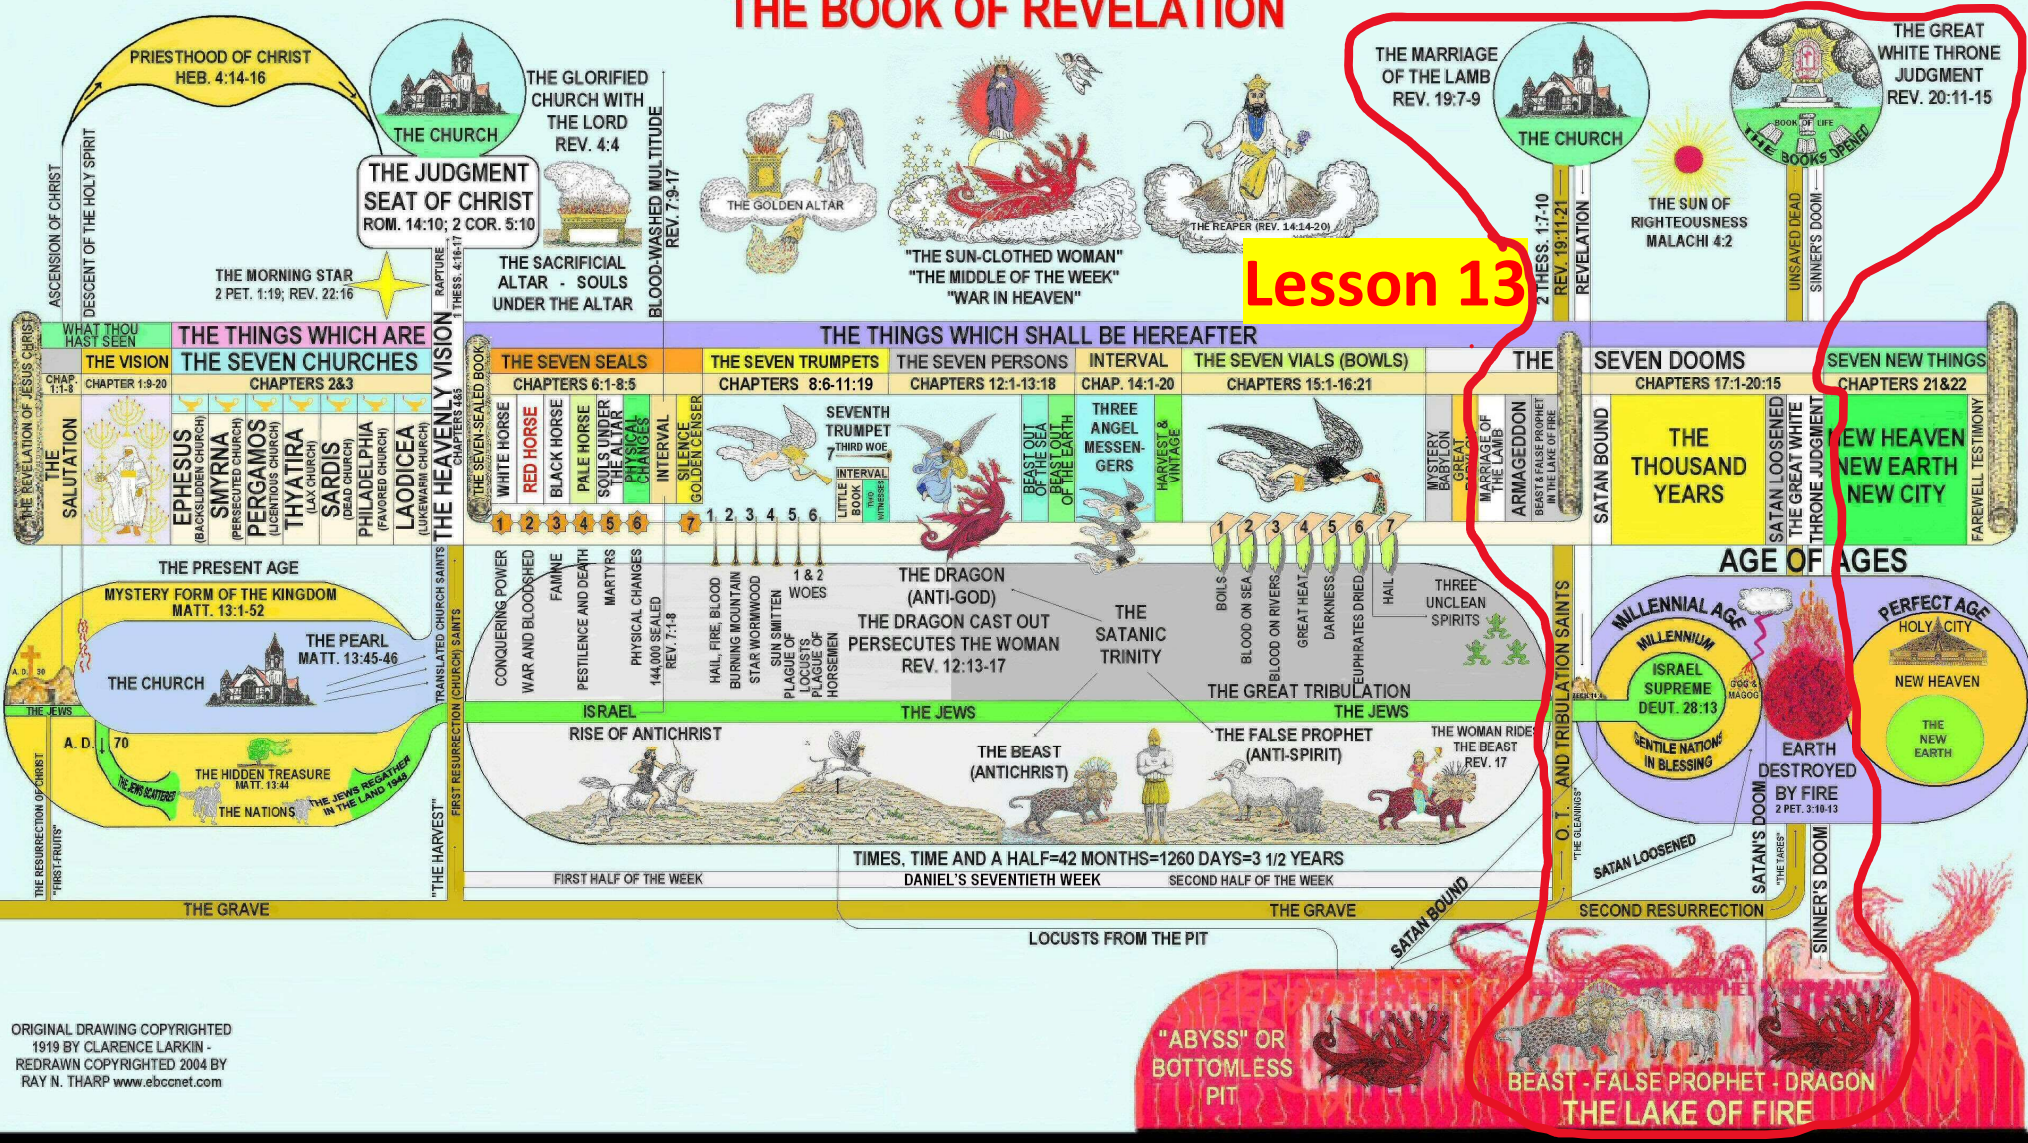 THE BOOK OF REVELATION
PRIESTHOOD OF CHRIST
HEB. 4:14-16
ASCENSION OF CHRIST
DESCENT OF THE HOLY SPIRIT
THE CHURCH
THE JUDGMENT
SEAT OF CHRIST
ROM. 14:10; 2 COR. 5:10
THE MORNING STAR
2 PET. 1:19; REV. 22:16
RAPTURE
1 THESS. 4:16-17
THE GLORIFIED
CHURCH WITH
THE LORD
REV. 4:4
THE SACRIFICIAL
ALTAR - SOULS
UNDER THE ALTAR
BLOOD-WASHED MULTITUDE
REV. 7:9-17
THE GOLDEN ALTAR
"THE SUN-CLOTHED WOMAN"
"THE MIDDLE OF THE WEEK"
"WAR IN HEAVEN"
THE REAPER (REV. 14:14-20)
Lesson 13
THE MARRIAGE
OF THE LAMB
REV. 19:7-9
THE CHURCH
2 THESS. 1:7-10
REV. 19:11-21
REVELATION
THE SUN OF
RIGHTEOUSNESS
MALACHI 4:2
BOOK OF LIFE
THE BOOKS OPENED
THE GREAT
WHITE THRONE
JUDGMENT
REV. 20:11-15
UNSAVED DEAD
SINNER'S DOOM
WHAT THOU
HAST SEEN
THE THINGS WHICH ARE
THE THINGS WHICH SHALL BE HEREAFTER
THE REVELATION OF JESUS CHRIST
CHAP.
1:1-8
THE
SALUTATION
THE VISION
CHAPTER 1:9-20
THE SEVEN CHURCHES
CHAPTERS 2&3
EPHESUS
(BACKSLIDDEN CHURCH)
SMYRNA
(PERSECUTED CHURCH)
PERGAMOS
(LICENTIOUS CHURCH)
THYATIRA
(LAX CHURCH)
SARDIS
(DEAD CHURCH)
PHILADELPHIA
(FAVORED CHURCH)
LAODICEA
(LUKEWARM CHURCH)
THE HEAVENLY VISION
CHAPTERS 4&5
THE SEVEN-SEALED BOOK
THE SEVEN SEALS
CHAPTERS 6:1-8:5
WHITE HORSE
RED HORSE
BLACK HORSE
PALE HORSE
SOULS UNDER
THE ALTAR
PHYSICAL
CHANGES
INTERVAL
SILENCE
GOLDEN CENSER
1 2 3 4 5 6 7
THE SEVEN TRUMPETS
CHAPTERS 8:6-11:19
SEVENTH
TRUMPET
7 THIRD WOE
INTERVAL
LITTLE
BOOK
TWO
WITNESSES
1 2 3 4 5 6
THE SEVEN PERSONS
CHAPTERS 12:1-13:18
BEAST OUT
OF THE SEA
BEAST OUT
OF THE EARTH
INTERVAL
CHAP. 14:1-20
THREE
ANGEL
MESSEN-
GERS
HARVEST &
VINTAGE
THE SEVEN VIALS (BOWLS)
CHAPTERS 15:1-16:21
1 2 3 4 5 6 7
THE SEVEN DOOMS
CHAPTERS 17:1-20:15
MYSTERY
BABYLON
GREAT
MARRIAGE OF
THE LAMB
ARMAGEDDON
BEAST & FALSE PROPHET
IN THE LAKE OF FIRE
SATAN BOUND
THE
THOUSAND
YEARS
SATAN LOOSENED
THE GREAT WHITE
THRONE JUDGMENT
SEVEN NEW THINGS
CHAPTERS 21&22
NEW HEAVEN
NEW EARTH
NEW CITY
FAREWELL TESTIMONY
THE PRESENT AGE
MYSTERY FORM OF THE KINGDOM
MATT. 13:1-52
THE PEARL
MATT. 13:45-46
THE CHURCH
A. D. 30
THE JEWS
A. D. 70
THE JEWS SCATTERED
THE HIDDEN TREASURE
MATT. 13:44
THE NATIONS
THE JEWS REGATHER
IN THE LAND 1948
THE RESURRECTION OF CHRIST
"FIRST-FRUITS"
TRANSLATED CHURCH SAINTS
FIRST RESURRECTION (CHURCH) SAINTS
"THE HARVEST"
CONQUERING POWER
WAR AND BLOODSHED
FAMINE
PESTILENCE AND DEATH
MARTYRS
PHYSICAL CHANGES
144,000 SEALED
REV. 7:1-8
HAIL, FIRE, BLOOD
BURNING MOUNTAIN
STAR WORMWOOD
SUN SMITTEN
1 & 2
WOES
PLAGUE OF
LOCUSTS
PLAGUE OF
HORSEMEN
THE DRAGON
(ANTI-GOD)
THE DRAGON CAST OUT
PERSECUTES THE WOMAN
REV. 12:13-17
THE
SATANIC
TRINITY
BOILS
BLOOD ON SEA
BLOOD ON RIVERS
GREAT HEAT
DARKNESS
EUPHRATES DRIED
HAIL
THREE
UNCLEAN
SPIRITS
THE GREAT TRIBULATION
ISRAEL
THE JEWS
THE JEWS
RISE OF ANTICHRIST
THE BEAST
(ANTICHRIST)
THE FALSE PROPHET
(ANTI-SPIRIT)
THE WOMAN RIDES
THE BEAST
REV. 17
TIMES, TIME AND A HALF=42 MONTHS=1260 DAYS=3 1/2 YEARS
FIRST HALF OF THE WEEK
DANIEL'S SEVENTIETH WEEK
SECOND HALF OF THE WEEK
O. T. AND TRIBULATION SAINTS
"THE GLEANINGS"
AGE OF AGES
MILLENNIAL AGE
MILLENNIUM
ISRAEL
SUPREME
DEUT. 28:13
GENTILE NATIONS
IN BLESSING
GOG &
MAGOG
EARTH
DESTROYED
BY FIRE
2 PET. 3:10-13
PERFECT AGE
HOLY CITY
NEW HEAVEN
THE
NEW
EARTH
SATAN LOOSENED
SATAN'S DOOM
"THE TARES"
SINNER'S DOOM
THE GRAVE
THE GRAVE
SECOND RESURRECTION
LOCUSTS FROM THE PIT
SATAN BOUND
"ABYSS" OR
BOTTOMLESS
PIT
BEAST - FALSE PROPHET - DRAGON
THE LAKE OF FIRE
ORIGINAL DRAWING COPYRIGHTED
1919 BY CLARENCE LARKIN -
REDRAWN COPYRIGHTED 2004 BY
RAY N. THARP www.ebccnet.com